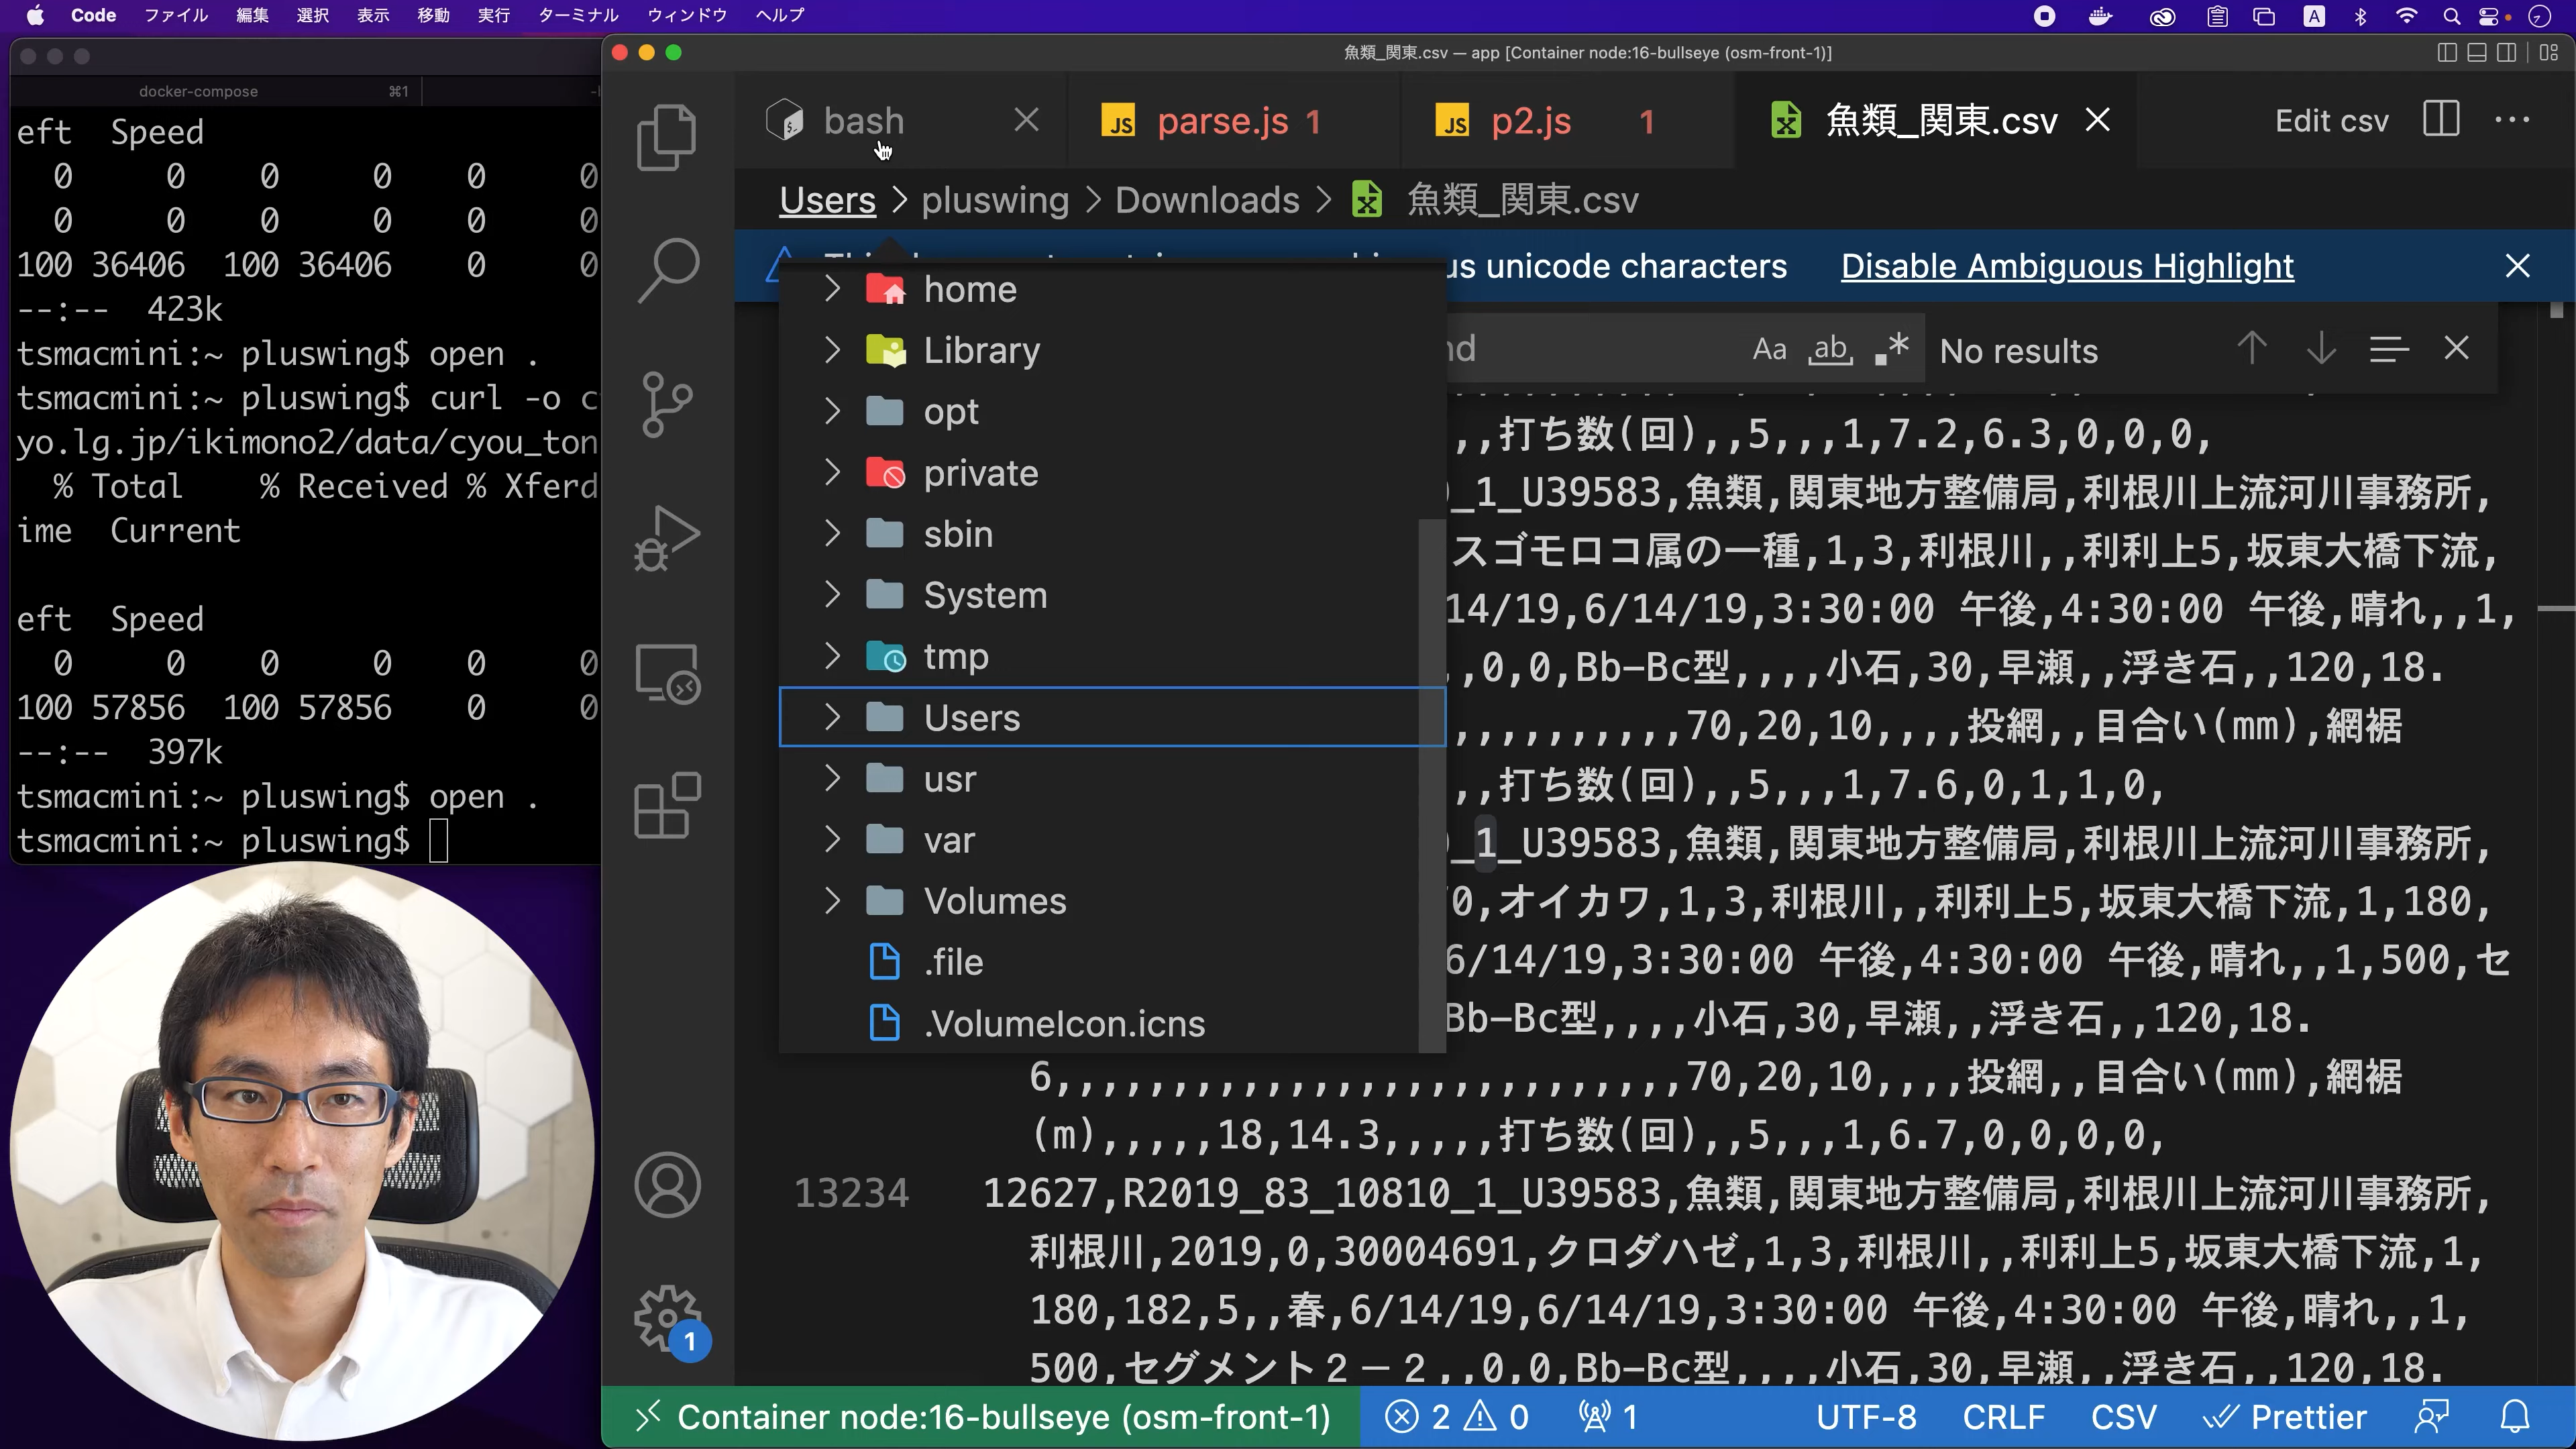 Code ファイル 編集 選択 表示 移動 実行 ターミナル ウィンドウ ヘルプ A
docker-compose ⌘1
魚類_関東.csv — app [Container node:16-bullseye (osm-front-1)]
eft Speed
0 0 0 0 0 0
0 0 0 0 0 0
100 36406 100 36406 0 0
--:-- 423k
tsmacmini:~ pluswing$ open .
tsmacmini:~ pluswing$ curl -o c
yo.lg.jp/ikimono2/data/cyou_ton
% Total % Received % Xferd
ime Current
eft Speed
0 0 0 0 0 0
100 57856 100 57856 0 0
--:-- 397k
tsmacmini:~ pluswing$ open .
tsmacmini:~ pluswing$
bash
JS parse.js 1
JS p2.js 1
魚類_関東.csv
Edit csv
Users > pluswing > Downloads > 魚類_関東.csv
us unicode characters Disable Ambiguous Highlight
nd Aa ab .* No results
home
Library
opt
private
sbin
System
tmp
Users
usr
var
Volumes
.file
.VolumeIcon.icns
,,打ち数(回),,5,,,1,7.2,6.3,0,0,0,
_1_U39583,魚類,関東地方整備局,利根川上流河川事務所,
スゴモロコ属の一種,1,3,利根川,,利利上5,坂東大橋下流,
14/19,6/14/19,3:30:00 午後,4:30:00 午後,晴れ,,1,
,,0,0,Bb-Bc型,,,,小石,30,早瀬,,浮き石,,120,18.
,,,,,,,,,,,70,20,10,,,,投網,,目合い(mm),網裾
,,打ち数(回),,5,,,1,7.6,0,1,1,0,
_1_U39583,魚類,関東地方整備局,利根川上流河川事務所,
0,オイカワ,1,3,利根川,,利利上5,坂東大橋下流,1,180,
6/14/19,3:30:00 午後,4:30:00 午後,晴れ,,1,500,セ
Bb-Bc型,,,,小石,30,早瀬,,浮き石,,120,18.
6,,,,,,,,,,,,,,,,,,,,,,,,,,,70,20,10,,,,投網,,目合い(mm),網裾
(m),,,,,18,14.3,,,,,打ち数(回),,5,,,1,6.7,0,0,0,0,
13234 12627,R2019_83_10810_1_U39583,魚類,関東地方整備局,利根川上流河川事務所,
利根川,2019,0,30004691,クロダハゼ,1,3,利根川,,利利上5,坂東大橋下流,1,
180,182,5,,春,6/14/19,6/14/19,3:30:00 午後,4:30:00 午後,晴れ,,1,
500,セグメント２−２,,0,0,Bb-Bc型,,,,小石,30,早瀬,,浮き石,,120,18.
1
Container node:16-bullseye (osm-front-1) 2 0 1 UTF-8 CRLF CSV Prettier